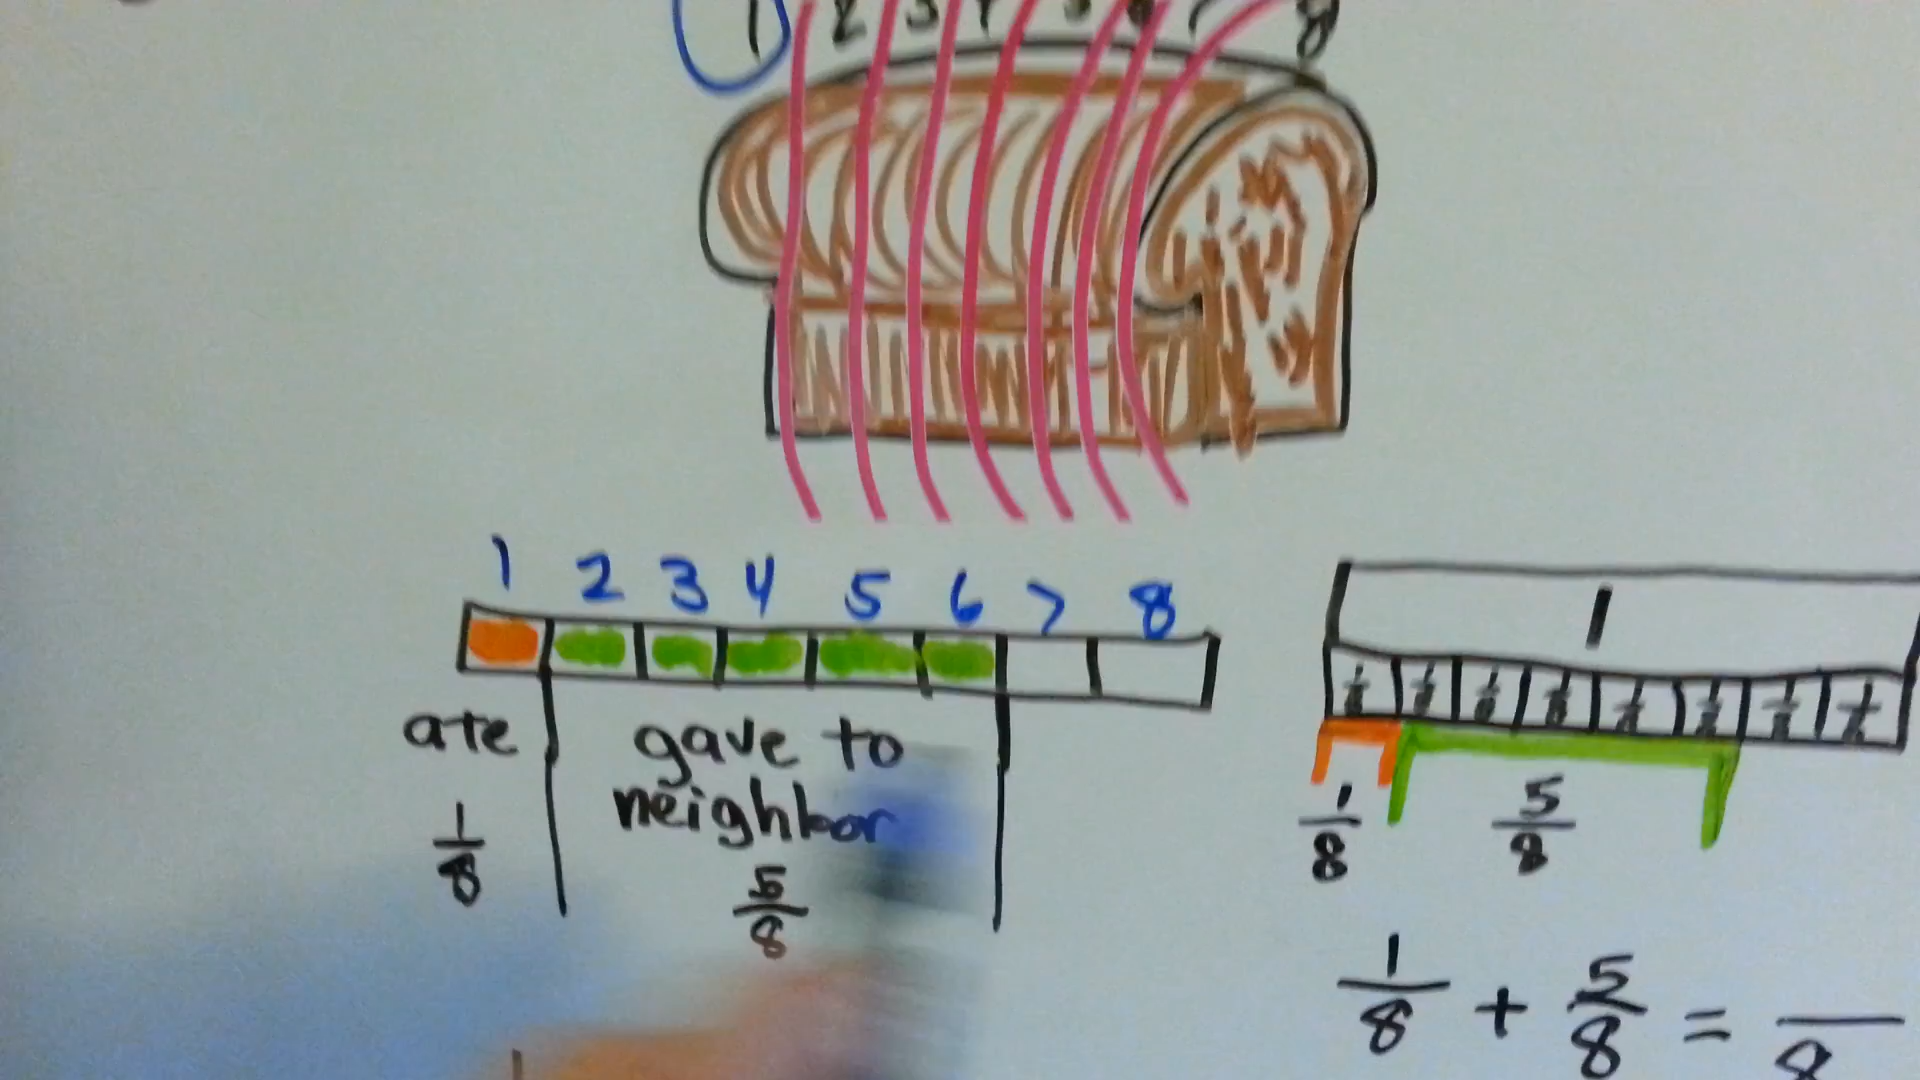 1 2 3 4 5 6 7 8
1 2 3 4 5 6 7 8
1
ate
gave to
neighbor
1/8
5/8
1/8
5/8
1/8 + 5/8 = __/8